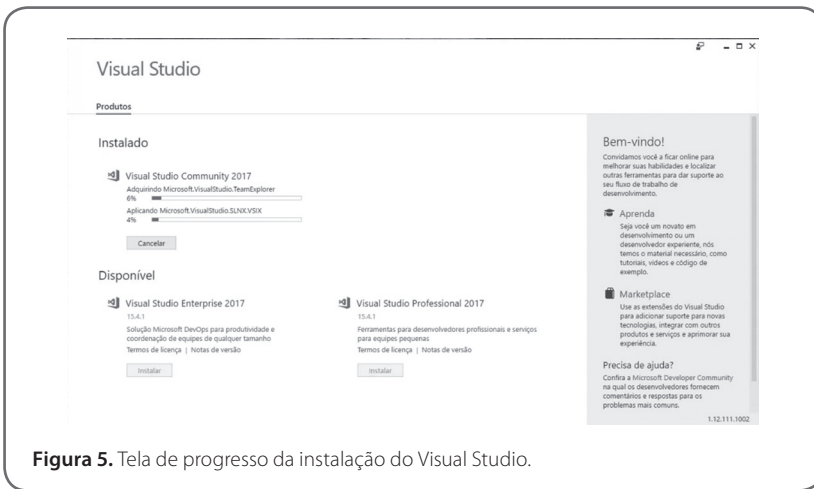 Visual Studio
Produtos
Instalado
Visual Studio Community 2017
Adquirindo Microsoft.VisualStudio.TeamExplorer
6%
Aplicando Microsoft.VisualStudio.SLNX.VSIX
4%
Cancelar
Disponível
Visual Studio Enterprise 2017
15.4.1
Solução Microsoft DevOps para produtividade e
coordenação de equipes de qualquer tamanho
Termos de licença | Notas de versão
Instalar
Visual Studio Professional 2017
15.4.1
Ferramentas para desenvolvedores profissionais e serviços
para equipes pequenas
Termos de licença | Notas de versão
Instalar
Bem-vindo!
Convidamos você a ficar online para
melhorar suas habilidades e localizar
outras ferramentas para dar suporte ao
seu fluxo de trabalho de
desenvolvimento.
Aprenda
Seja você um novato em
desenvolvimento ou um
desenvolvedor experiente, nós
temos o material necessário, como
tutoriais, vídeos e código de
exemplo.
Marketplace
Use as extensões do Visual Studio
para adicionar suporte para novas
tecnologias, integrar com outros
produtos e serviços e aprimorar sua
experiência.
Precisa de ajuda?
Confira a Microsoft Developer Community
na qual os desenvolvedores fornecem
comentários e respostas para os
problemas mais comuns.
1.12.111.1002
Figura 5. Tela de progresso da instalação do Visual Studio.